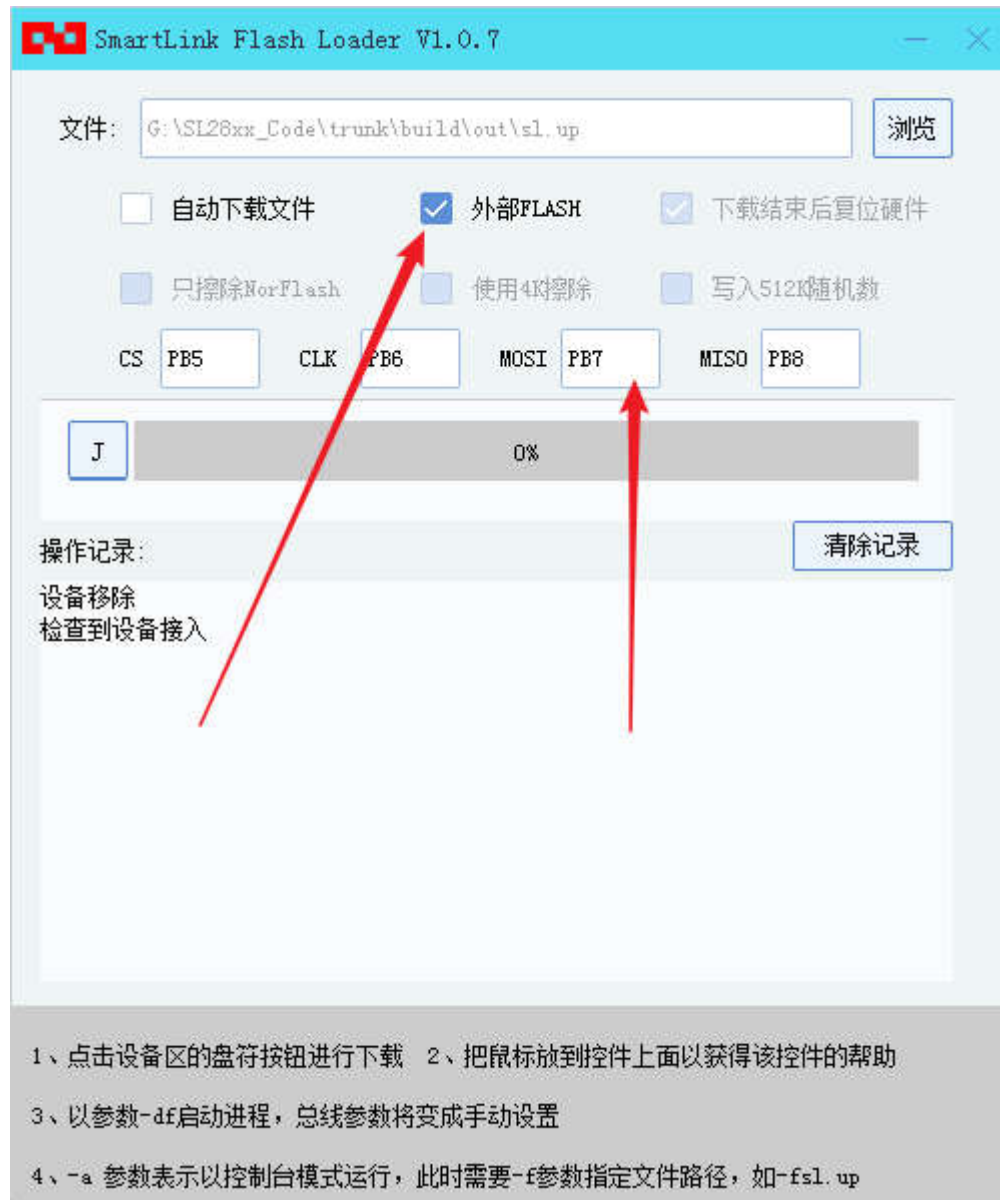 SmartLink Flash Loader V1.0.7
文件: G:\SL28xx_Code\trunk\build\out\sl.up 浏览
自动下载文件 外部FLASH 下载结束后复位硬件
只擦除NorFlash 使用4K擦除 写入512K随机数
CS PB5 CLK PB6 MOSI PB7 MISO PB8
J 0%
操作记录: 清除记录
设备移除
检查到设备接入
1、点击设备区的盘符按钮进行下载 2、把鼠标放到控件上面以获得该控件的帮助
3、以参数-df启动进程，总线参数将变成手动设置
4、-a 参数表示以控制台模式运行，此时需要-f参数指定文件路径，如-fsl.up